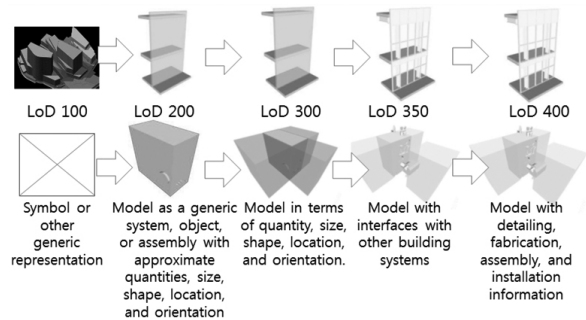 LoD 100
LoD 200
LoD 300
LoD 350
LoD 400
Symbol or
other
generic
representation
Model as a generic
system, object,
or assembly with
approximate
quantities, size,
shape, location,
and orientation
Model in terms
of quantity, size,
shape, location,
and orientation.
Model with
interfaces with
other building
systems
Model with
detailing,
fabrication,
assembly, and
installation
information